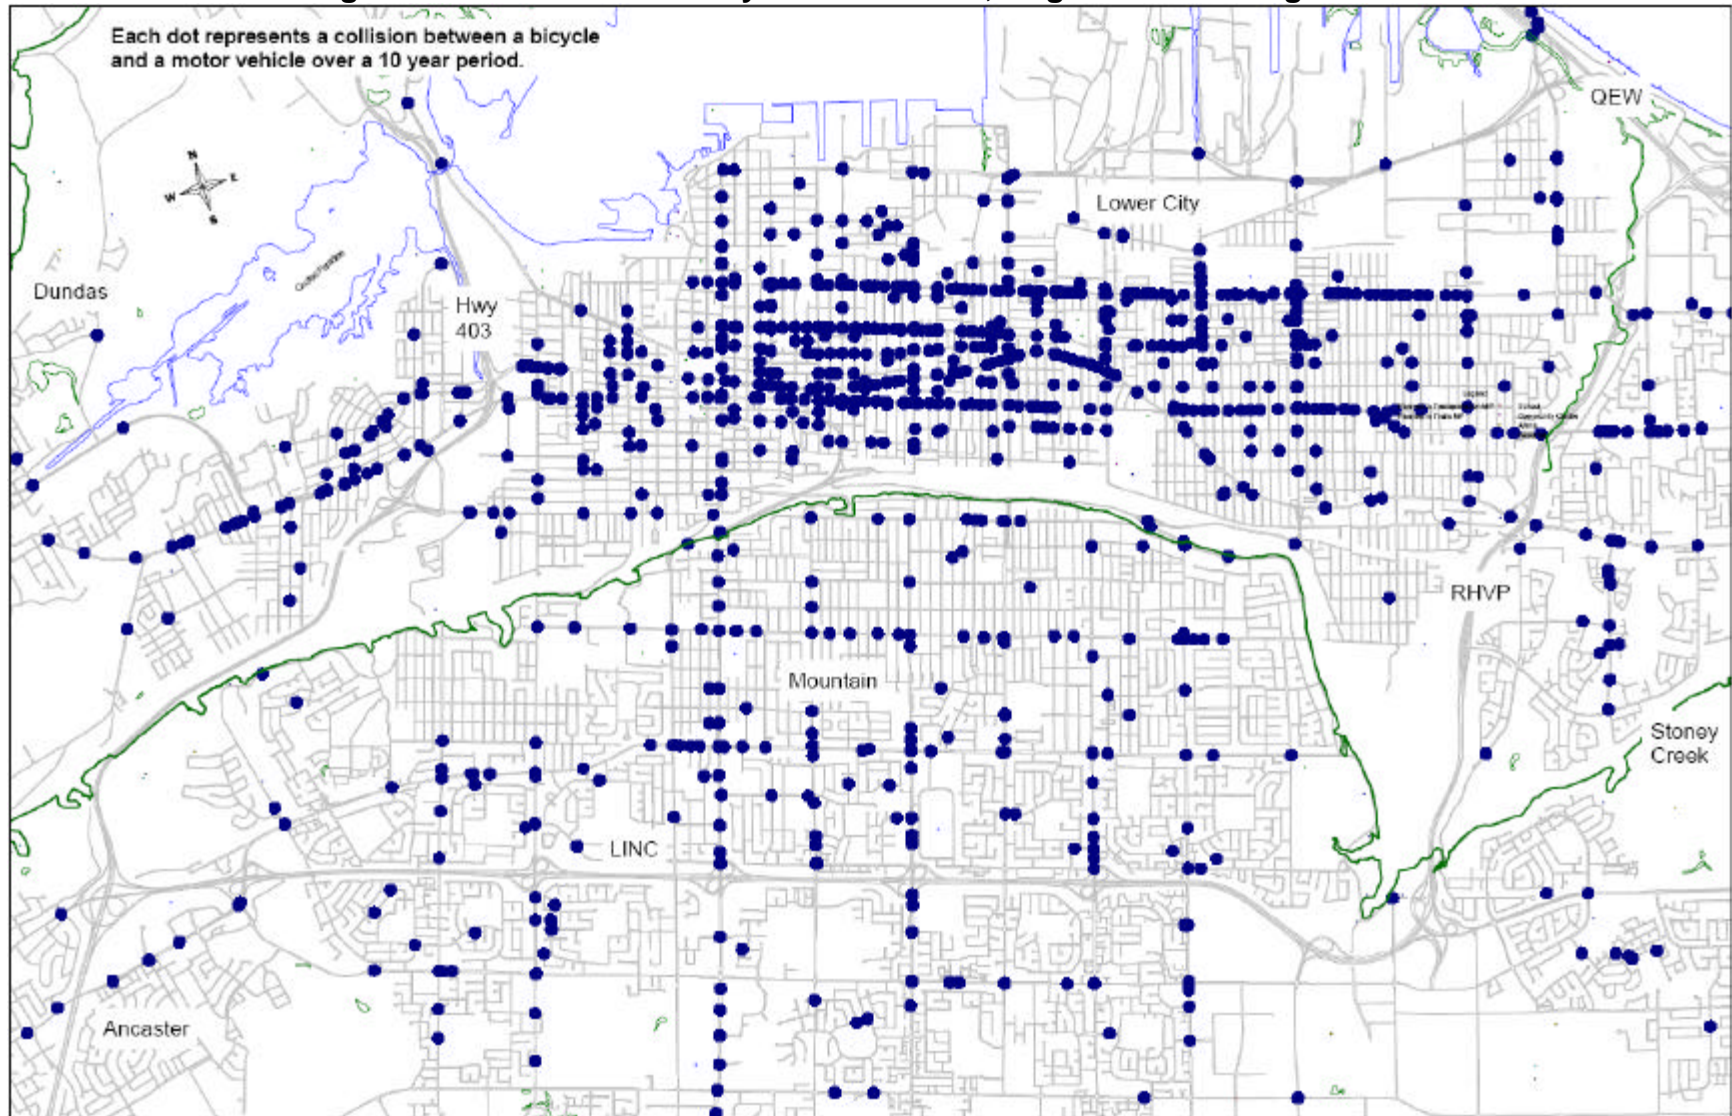 Each dot represents a collision between a bicycle
and a motor vehicle over a 10 year period.
QEW
N
W E
S
Lower City
Dundas
Hwy
403
RHVP
Mountain
Stoney
Creek
LINC
Ancaster